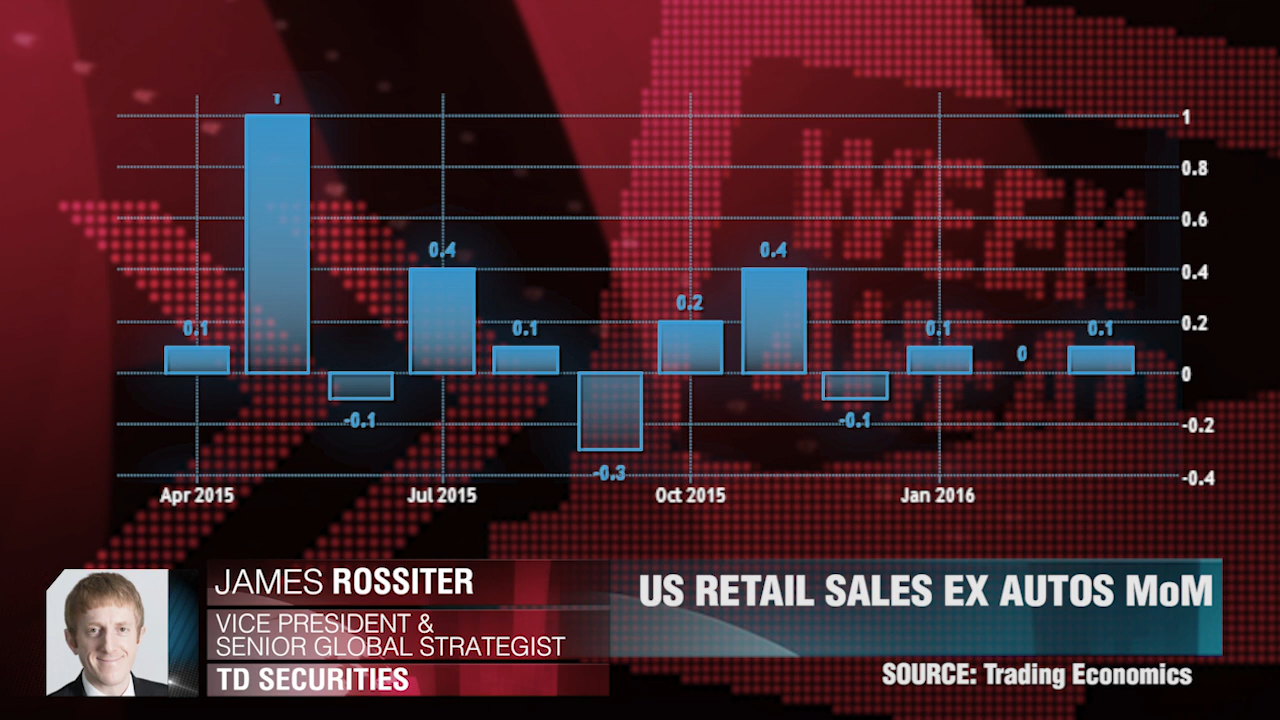 1
0.4
0.4
0.2
0.1
0.1
0.1
0
0.1
-0.1
-0.1
-0.3
1
0.8
0.6
0.4
0.2
0
-0.2
-0.4
Apr 2015
Jul 2015
Oct 2015
Jan 2016
WEEK
AHEAD
JAMES ROSSITER
VICE PRESIDENT &
SENIOR GLOBAL STRATEGIST
TD SECURITIES
US RETAIL SALES EX AUTOS MoM
SOURCE: Trading Economics